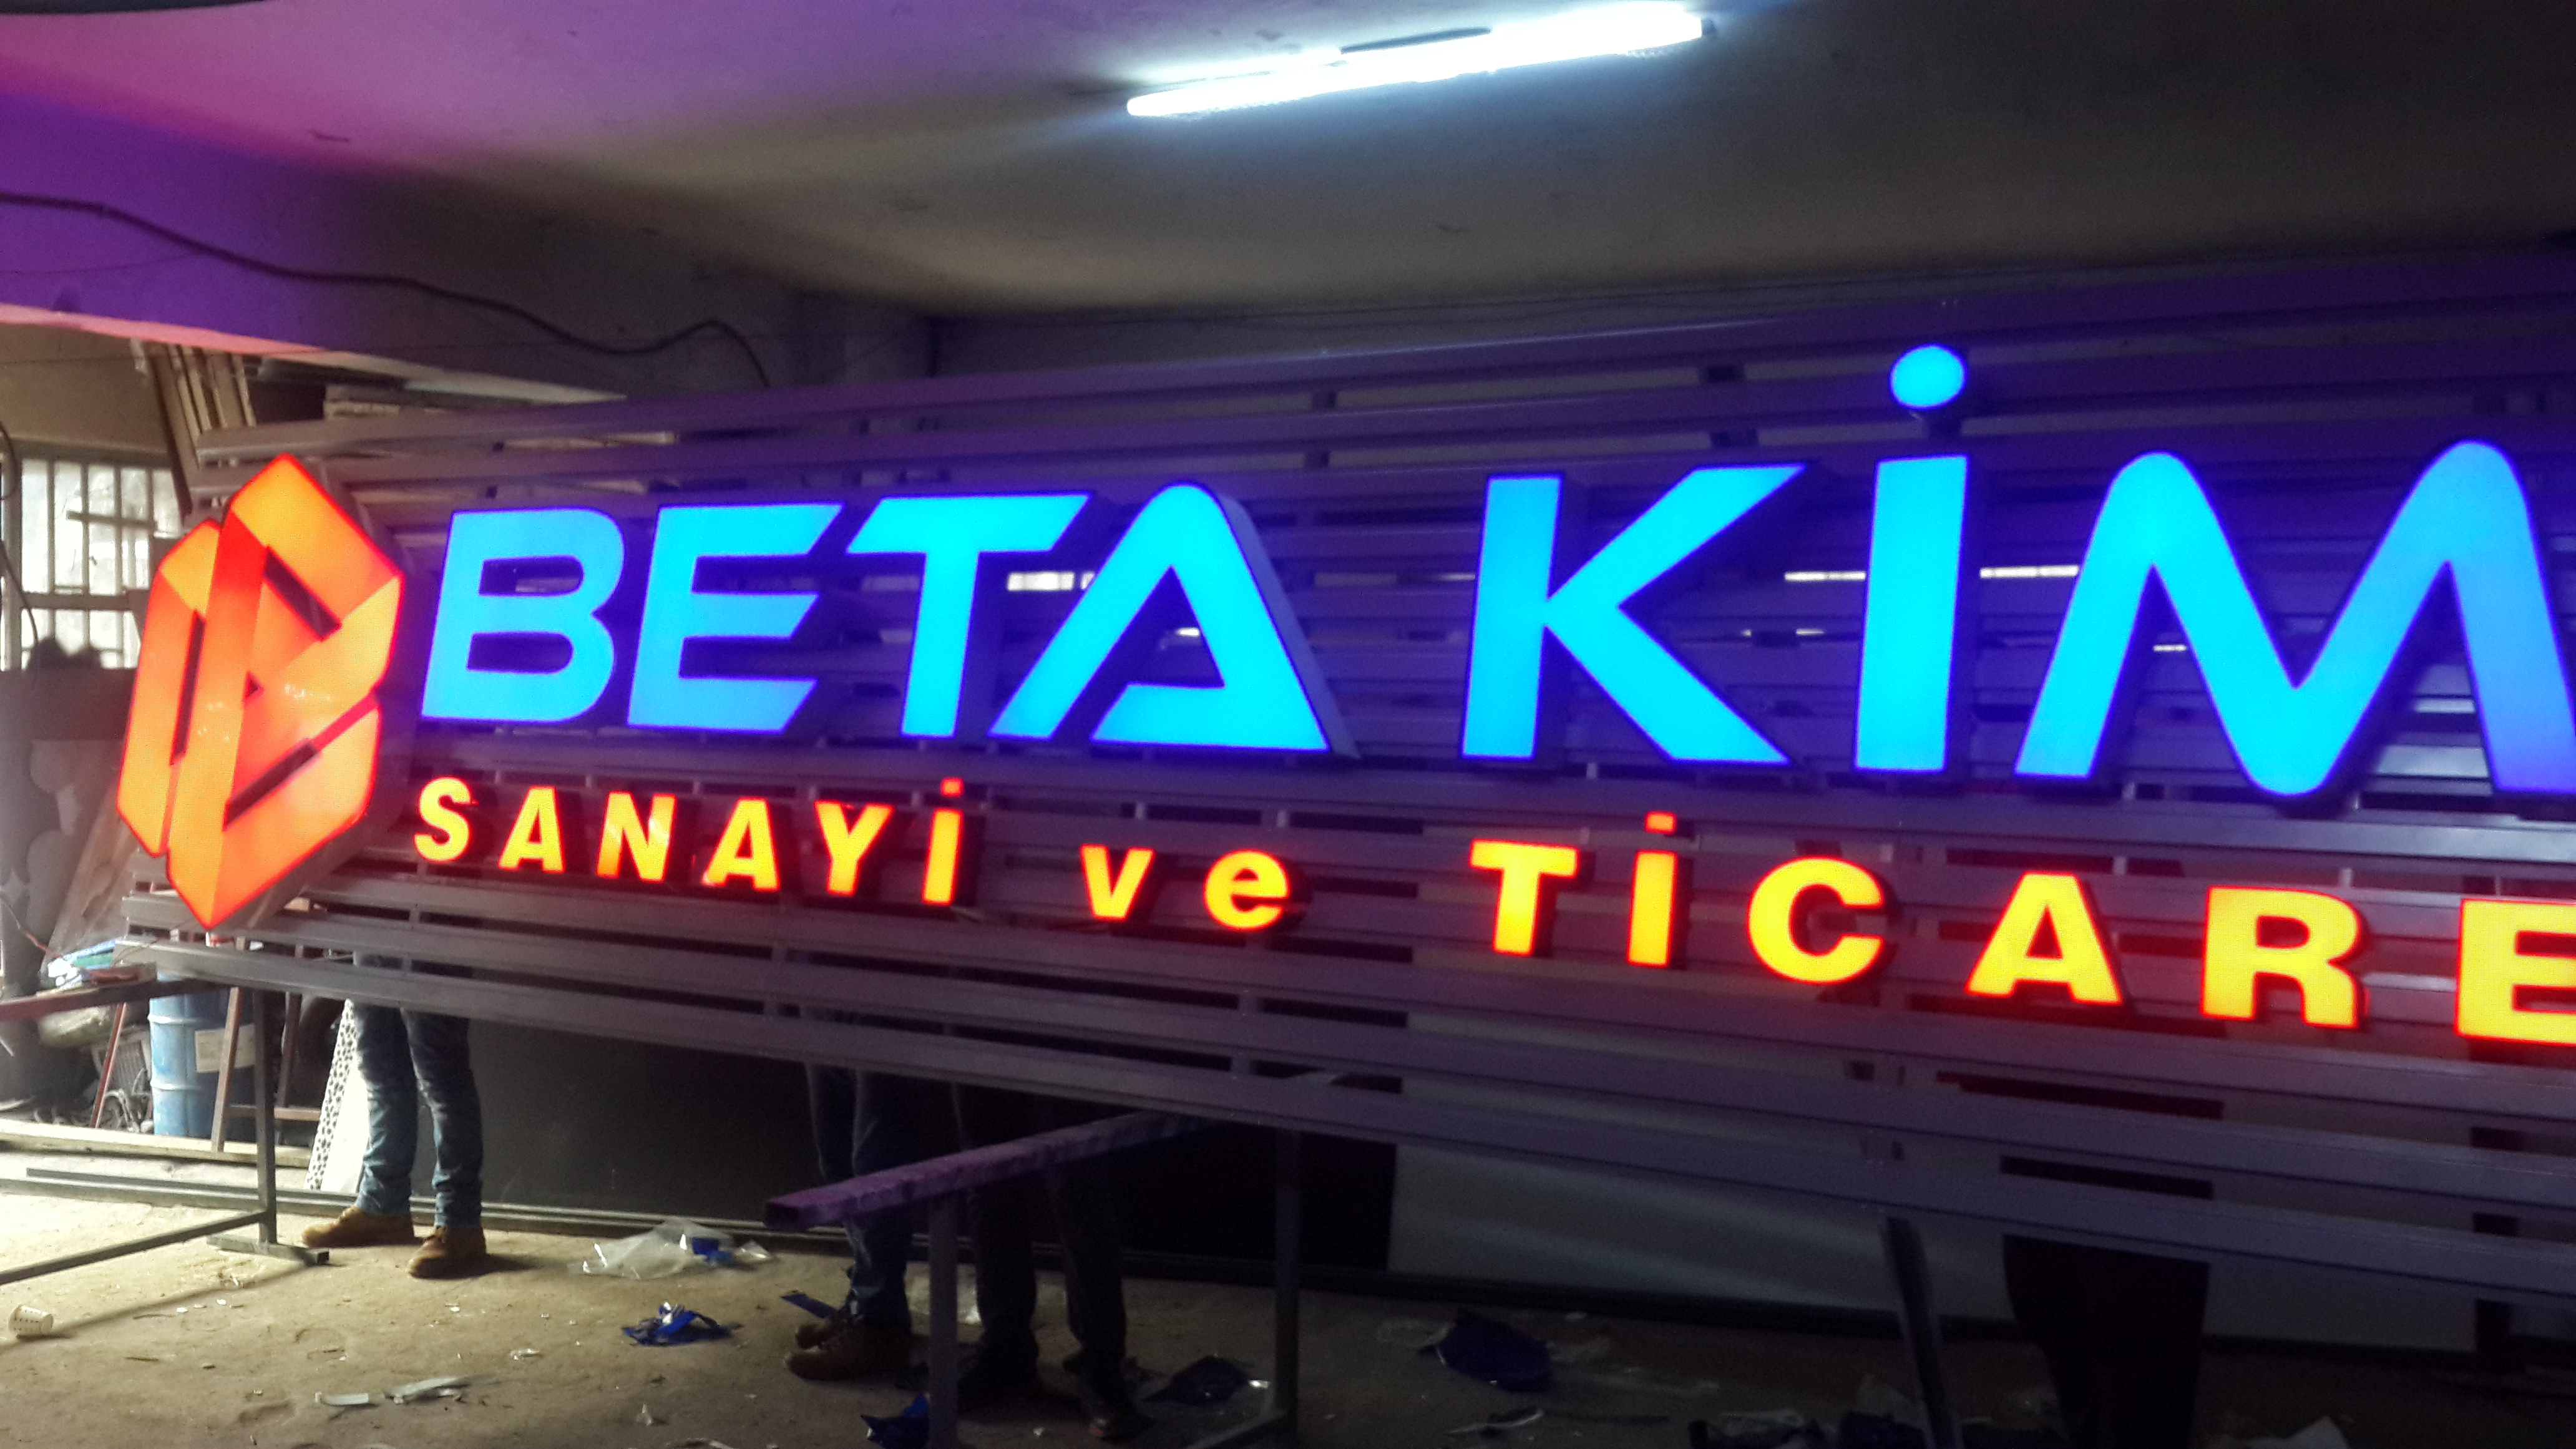 BETA KİM
SANAYİ ve TİCARE